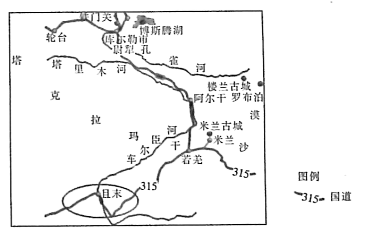 铁门关
博斯腾湖
轮台
库尔勒市
尉犁
孔
雀
河
塔
塔
里
木
河
楼兰古城
阿尔干
罗布泊
克
漠
拉
玛
米兰古城
臣
河
米兰
沙
尔
干
车
若羌
315
315
且末
图例
315
国道